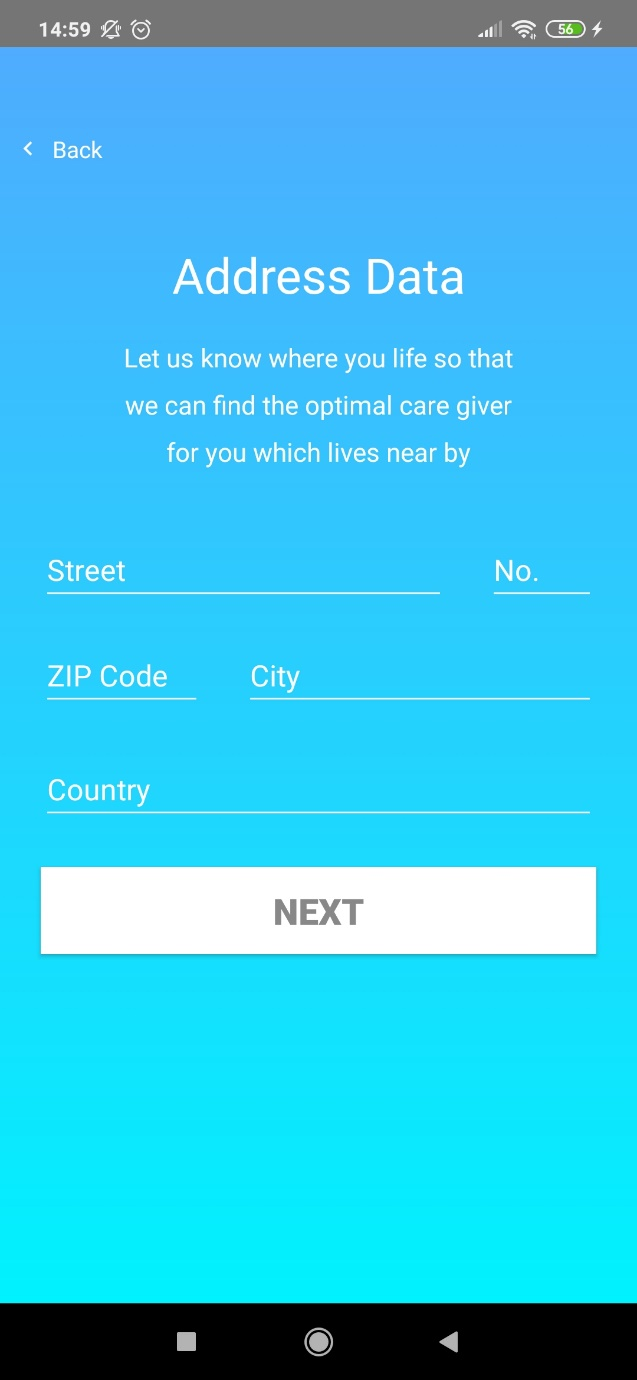 14:59 56
Back
Address Data
Let us know where you life so that
we can find the optimal care giver
for you which lives near by
Street No.
ZIP Code City
Country
NEXT